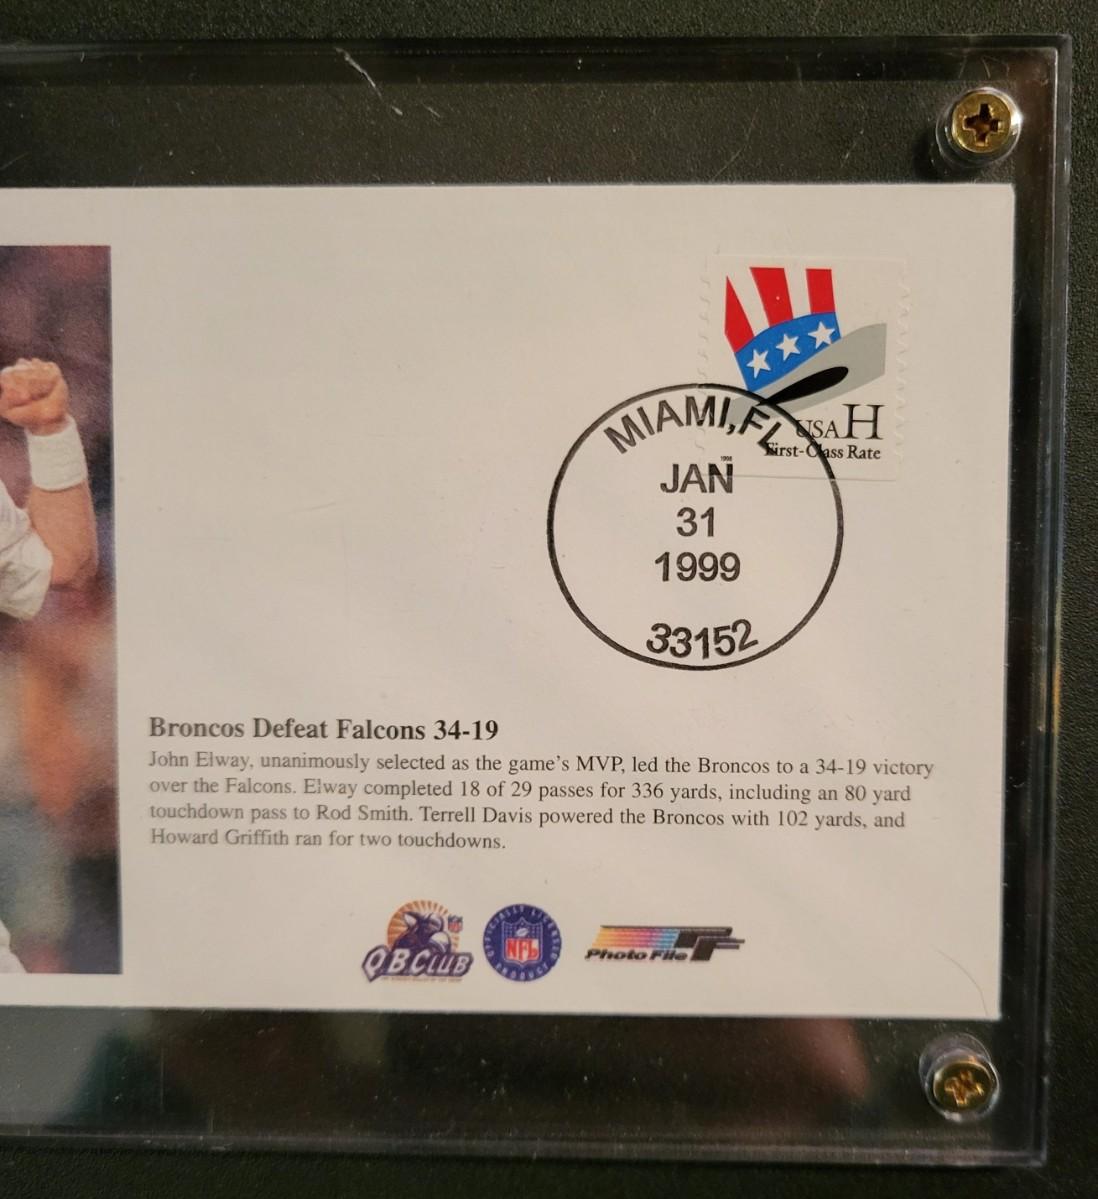 USA H
First-Class Rate
1998
MIAMI, FL
JAN
31
1999
33152
Broncos Defeat Falcons 34-19
John Elway, unanimously selected as the game's MVP, led the Broncos to a 34-19 victory
over the Falcons. Elway completed 18 of 29 passes for 336 yards, including an 80 yard
touchdown pass to Rod Smith. Terrell Davis powered the Broncos with 102 yards, and
Howard Griffith ran for two touchdowns.
QB CLUB
OFFICIALLY LICENSED PRODUCT
NFL
Photo File